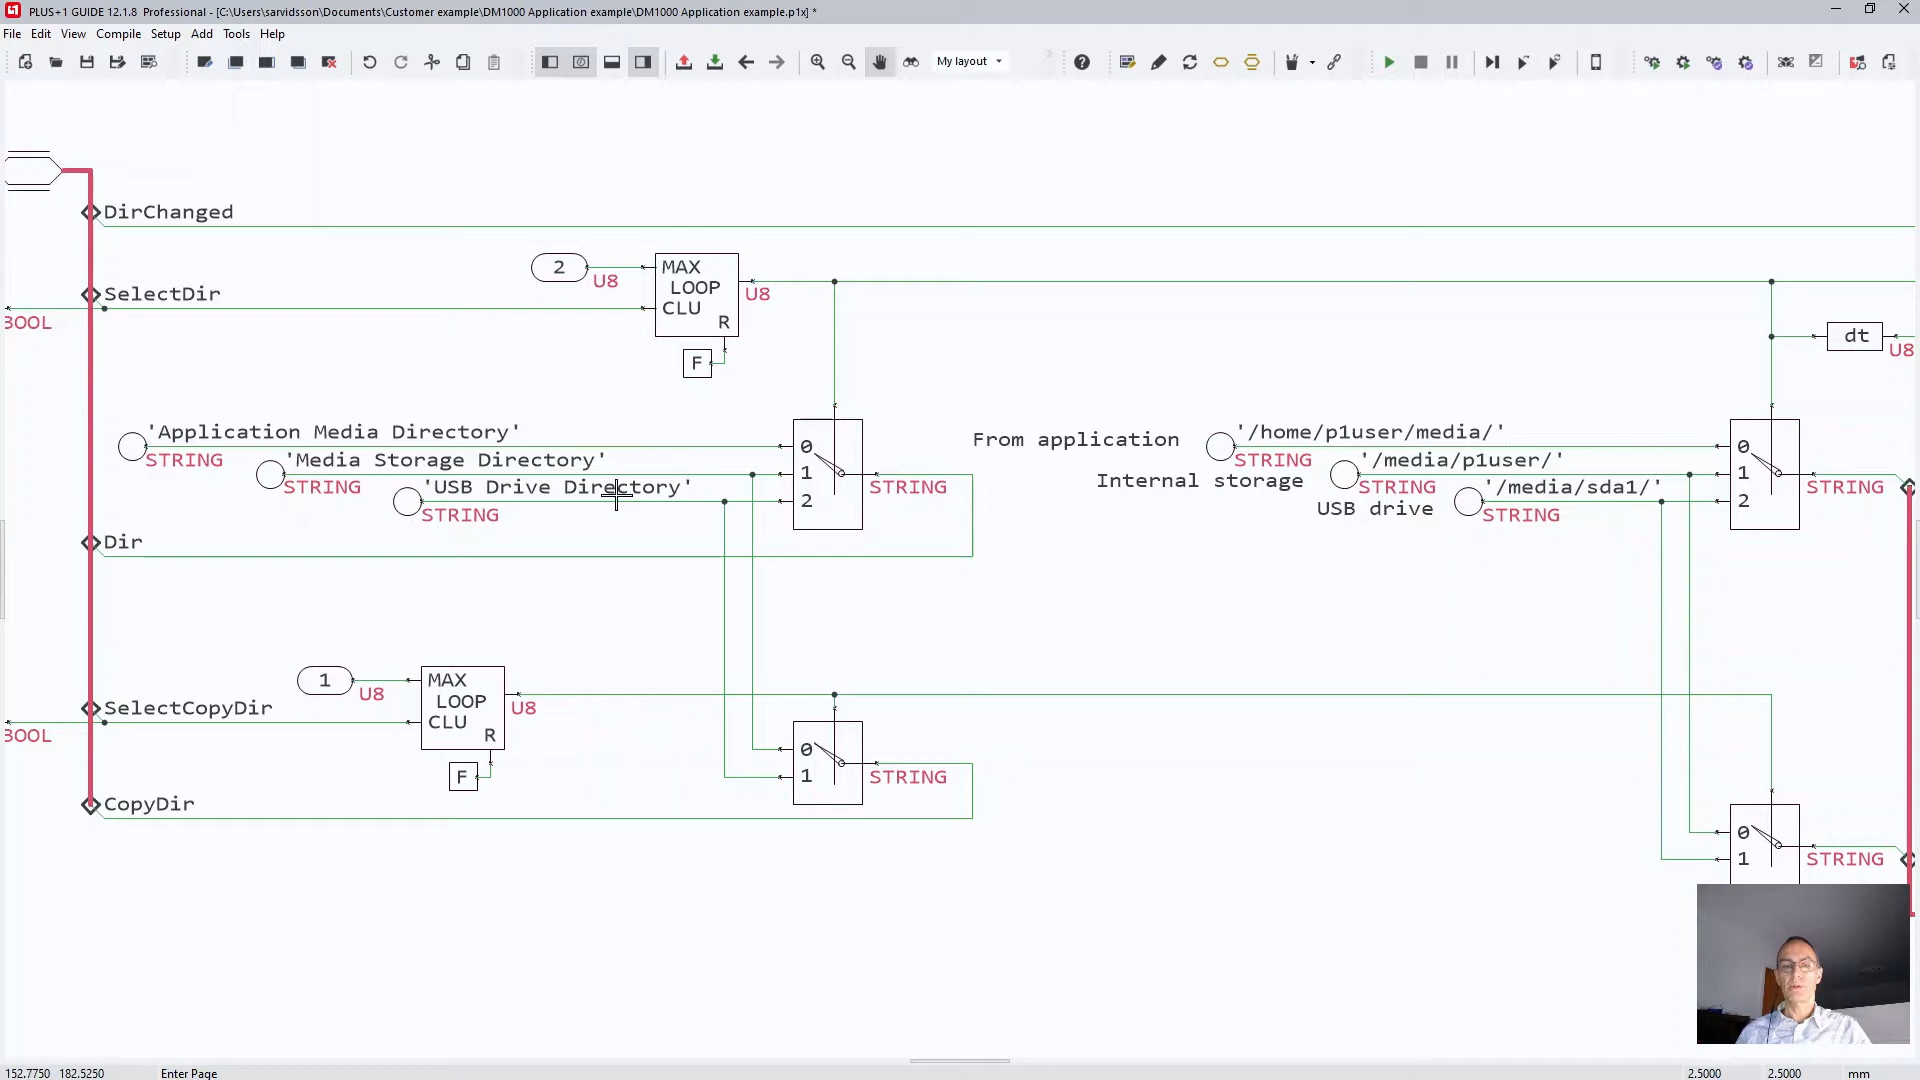 PLUS+1 GUIDE 12.1.8 Professional - [C:\Users\sarvidsson\Documents\Customer example\DM1000 Application example\DM1000 Application example.p1x] *
File Edit View Compile Setup Add Tools Help
My layout
DirChanged
2
U8
MAX
LOOP
CLU
R
U8
F
SelectDir
BOOL
dt
U8
'Application Media Directory'
STRING
'Media Storage Directory'
STRING
'USB Drive Directory'
STRING
0
1
2
STRING
From application
'/home/p1user/media/'
STRING
Internal storage
'/media/p1user/'
STRING
USB drive
'/media/sda1/'
STRING
0
1
2
STRING
Dir
1
U8
MAX
LOOP
CLU
R
U8
F
SelectCopyDir
BOOL
0
1
STRING
CopyDir
0
1
STRING
152.7750 182.5250 Enter Page 2.5000 2.5000 mm